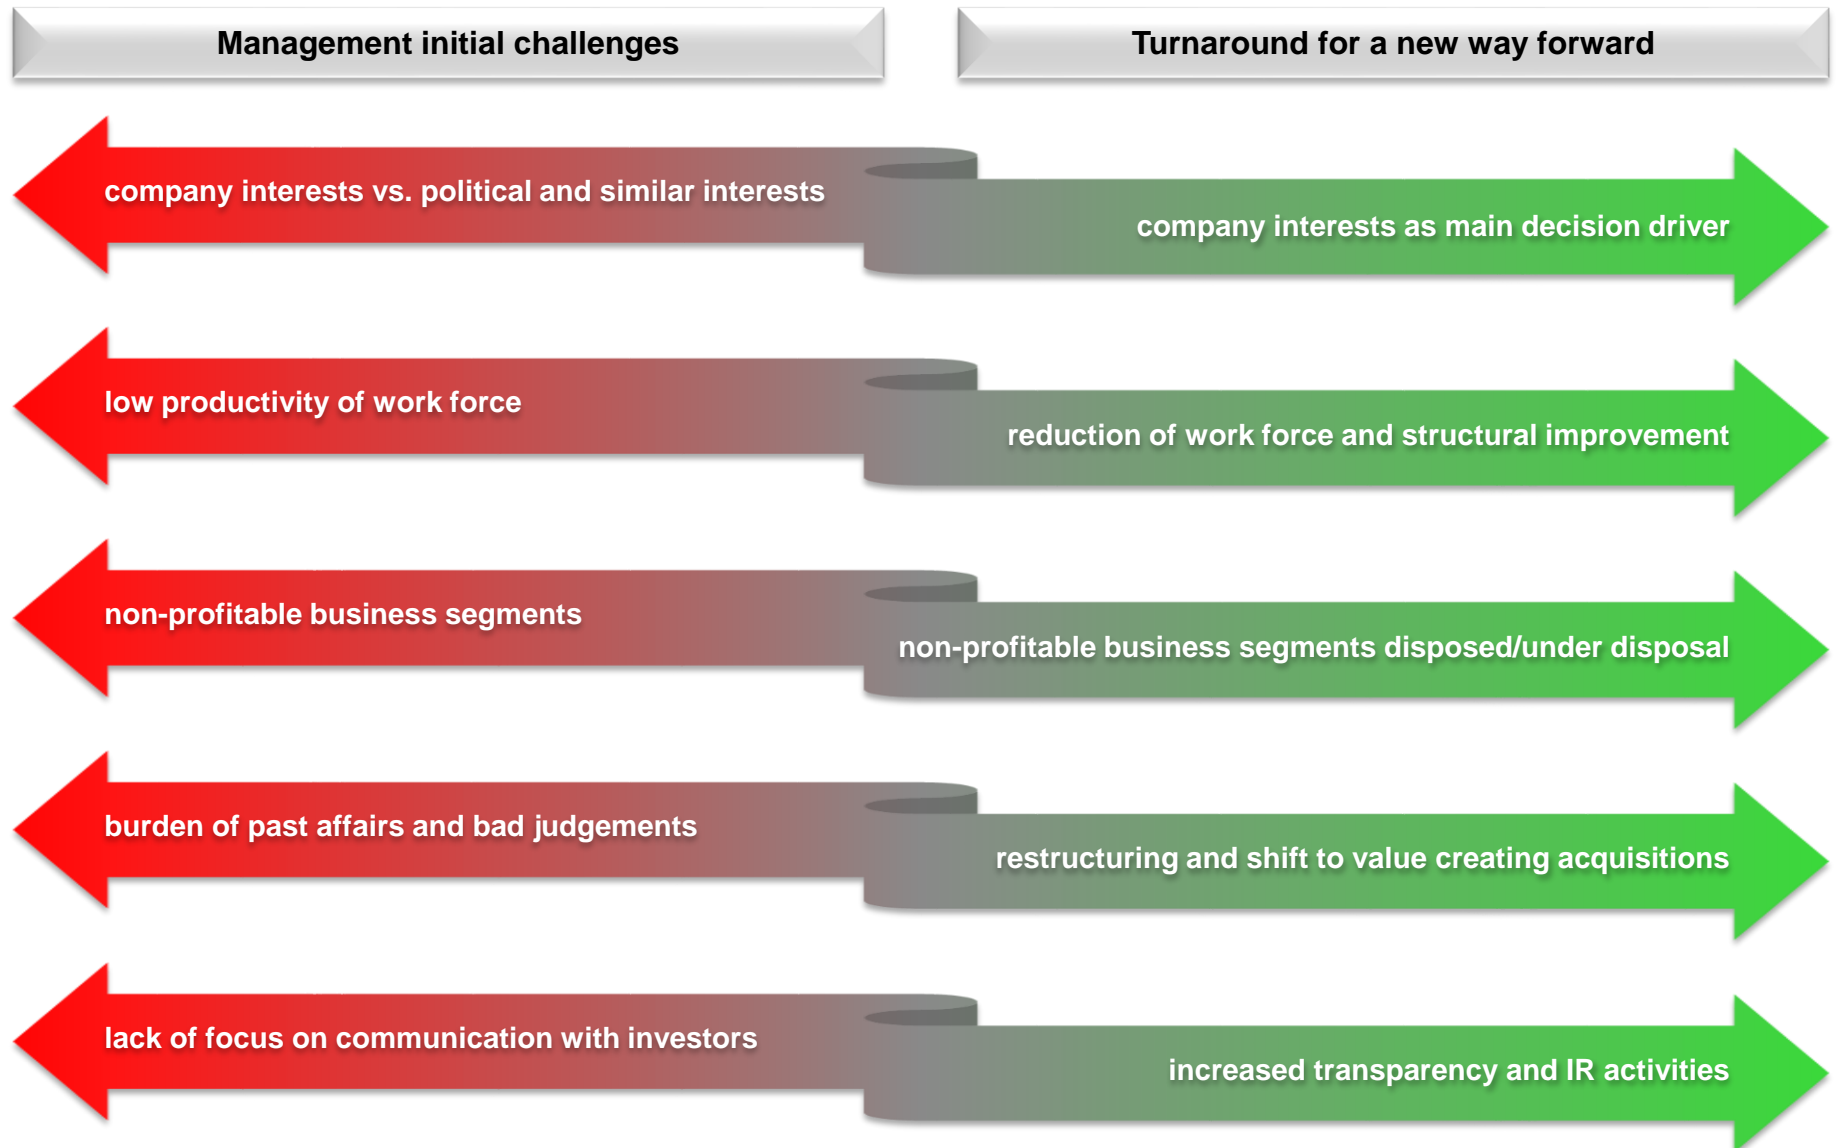 Management initial challenges
Turnaround for a new way forward
company interests vs. political and similar interests
company interests as main decision driver
low productivity of work force
reduction of work force and structural improvement
non-profitable business segments
non-profitable business segments disposed/under disposal
burden of past affairs and bad judgements
restructuring and shift to value creating acquisitions
lack of focus on communication with investors
increased transparency and IR activities